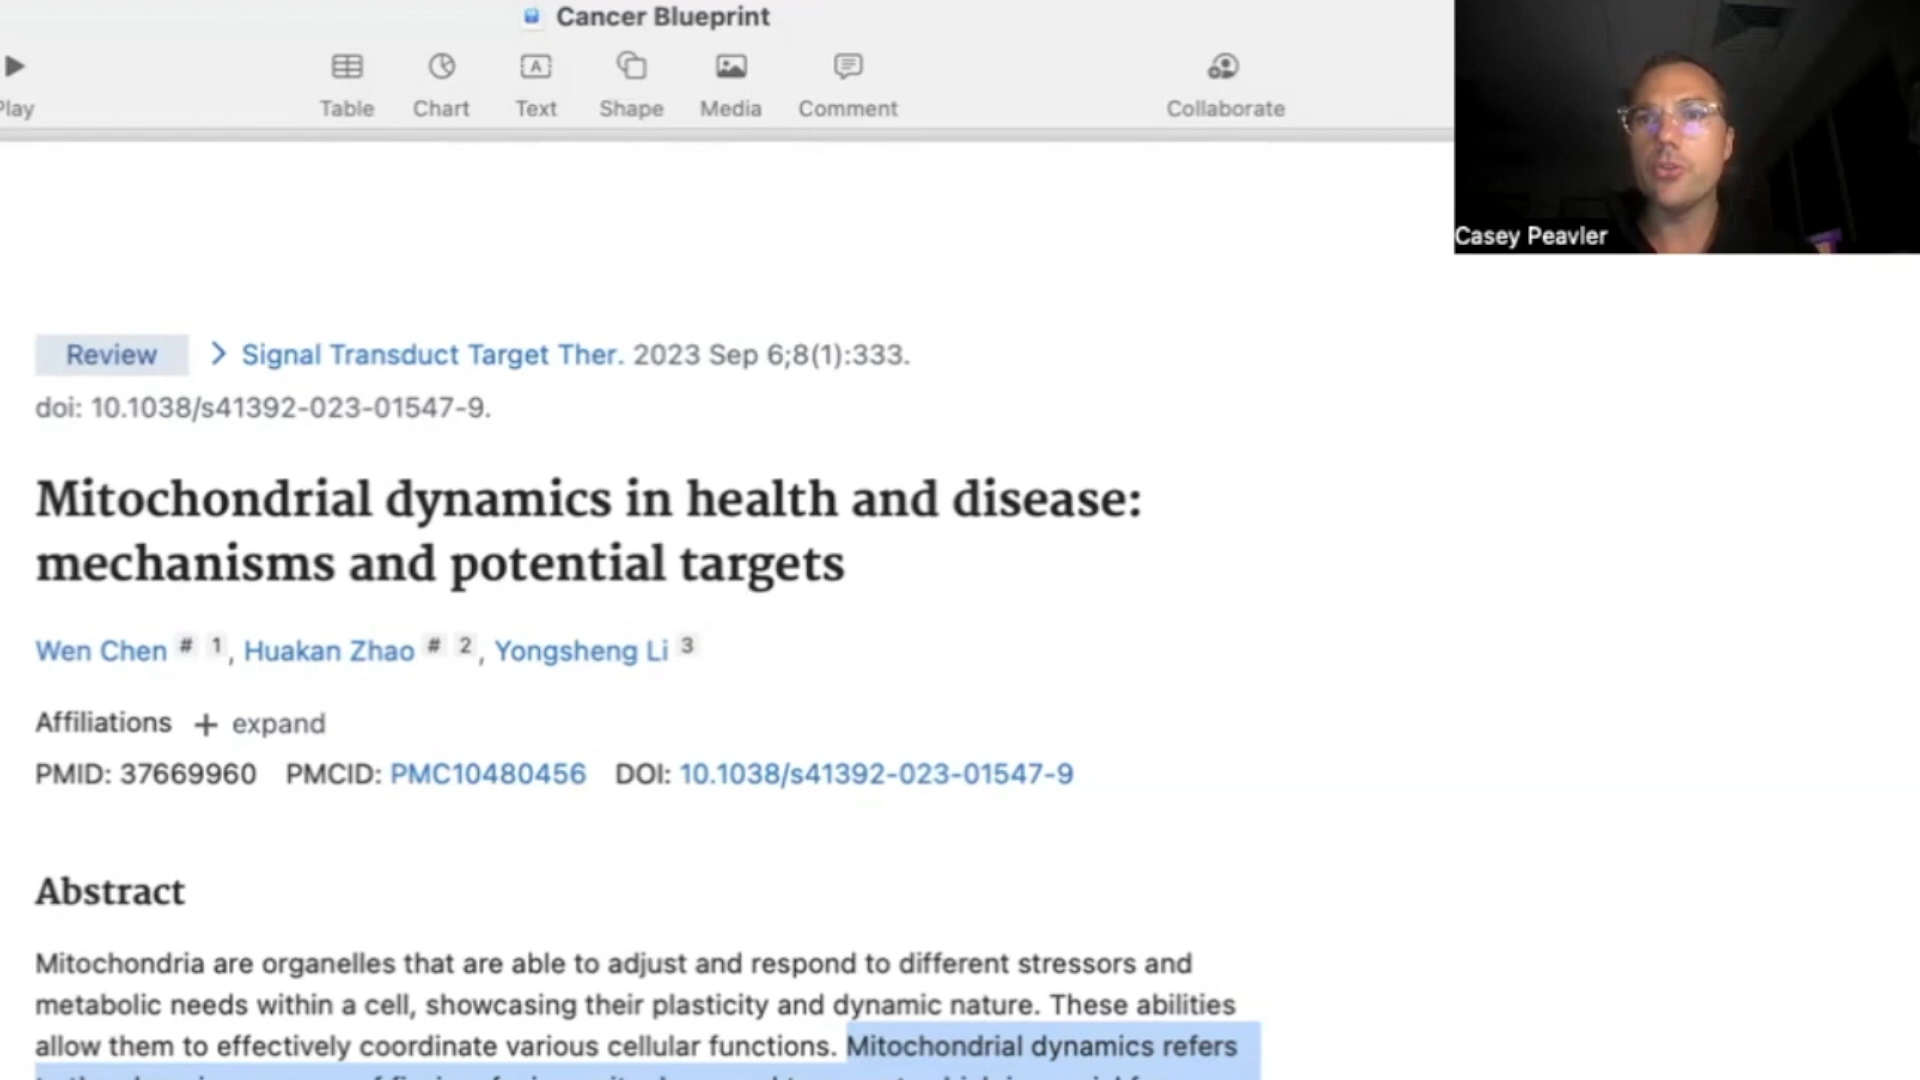 Cancer Blueprint
Play
Table
Chart
Text
Shape
Media
Comment
Collaborate
Casey Peavler
Review > Signal Transduct Target Ther. 2023 Sep 6;8(1):333.
doi: 10.1038/s41392-023-01547-9.
Mitochondrial dynamics in health and disease:
mechanisms and potential targets
Wen Chen # 1, Huakan Zhao # 2, Yongsheng Li 3
Affiliations + expand
PMID: 37669960 PMCID: PMC10480456 DOI: 10.1038/s41392-023-01547-9
Abstract
Mitochondria are organelles that are able to adjust and respond to different stressors and
metabolic needs within a cell, showcasing their plasticity and dynamic nature. These abilities
allow them to effectively coordinate various cellular functions. Mitochondrial dynamics refers